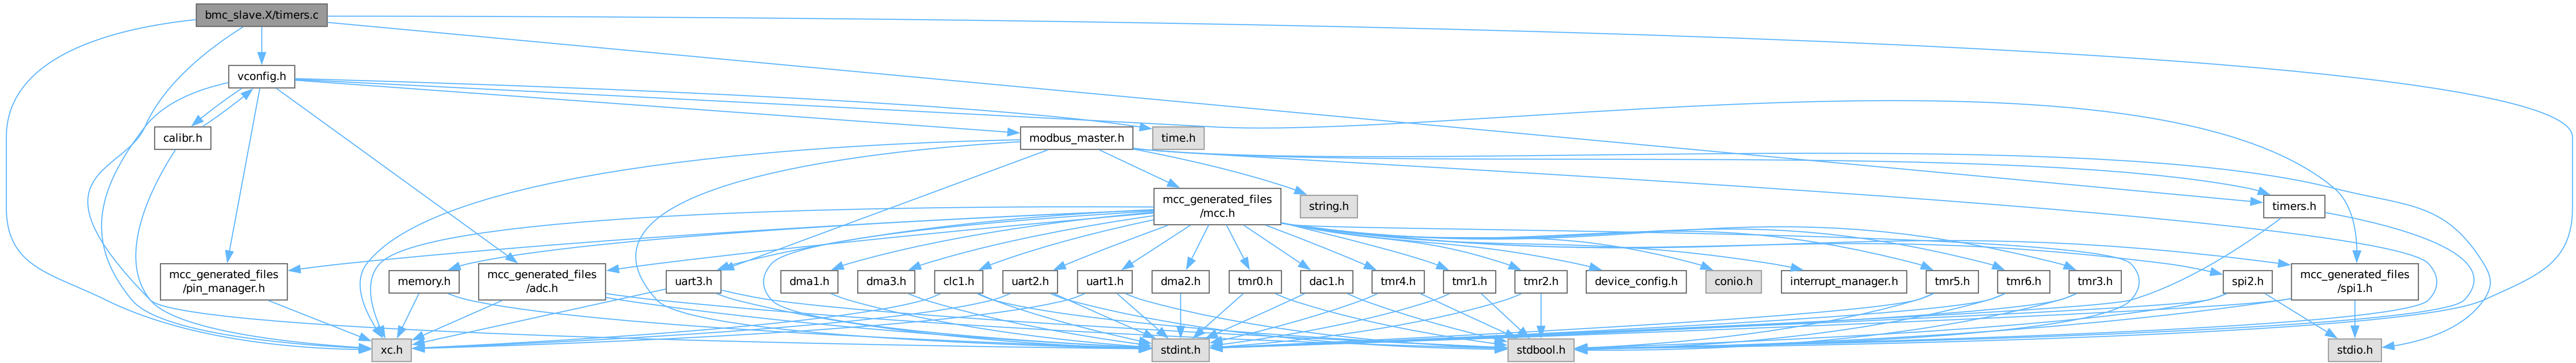 bmc_slave.X/timers.c
vconfig.h
calibr.h
modbus_master.h
time.h
mcc_generated_files
/mcc.h
string.h
timers.h
mcc_generated_files
/pin_manager.h
memory.h
mcc_generated_files
/adc.h
uart3.h
dma1.h
dma3.h
clc1.h
uart2.h
uart1.h
dma2.h
tmr0.h
dac1.h
tmr4.h
tmr1.h
tmr2.h
device_config.h
conio.h
interrupt_manager.h
tmr5.h
tmr6.h
tmr3.h
spi2.h
mcc_generated_files
/spi1.h
xc.h
stdint.h
stdbool.h
stdio.h